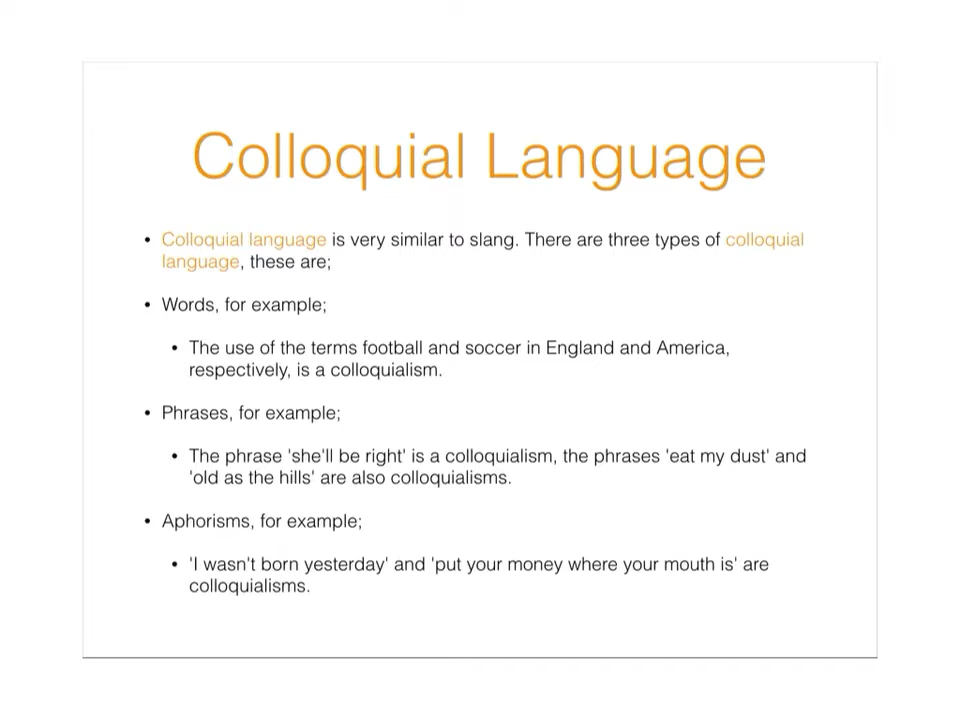 Colloquial Language
• Colloquial language is very similar to slang. There are three types of colloquial
language, these are;
• Words, for example;
• The use of the terms football and soccer in England and America,
respectively, is a colloquialism.
• Phrases, for example;
• The phrase 'she'll be right' is a colloquialism, the phrases 'eat my dust' and
'old as the hills' are also colloquialisms.
• Aphorisms, for example;
• 'I wasn't born yesterday' and 'put your money where your mouth is' are
colloquialisms.